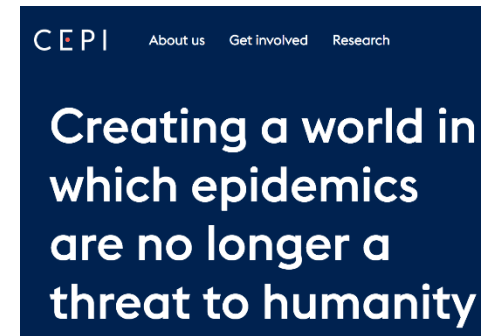 CEPI About us Get involved Research
Creating a world in
which epidemics
are no longer a
threat to humanity